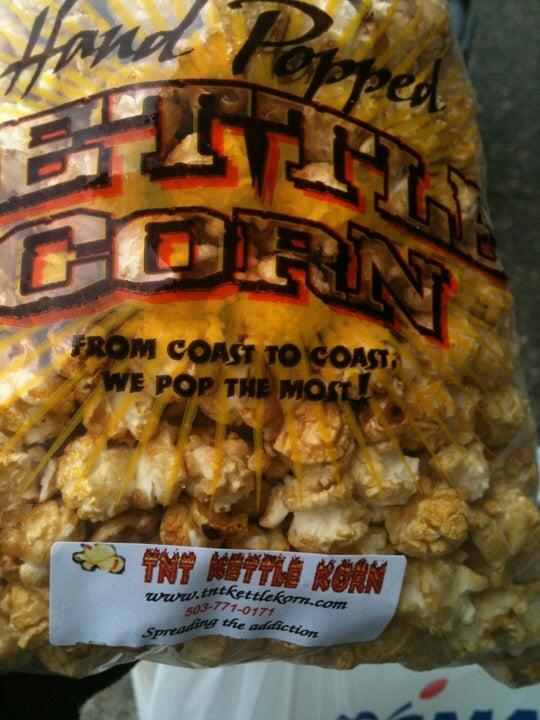 Hand Popped
ETTLE
CORN
FROM COAST TO COAST,
WE POP THE MOST!
TNT KETTLE KORN
www.tntkettlekorn.com
503-771-0171
Spreading the addiction